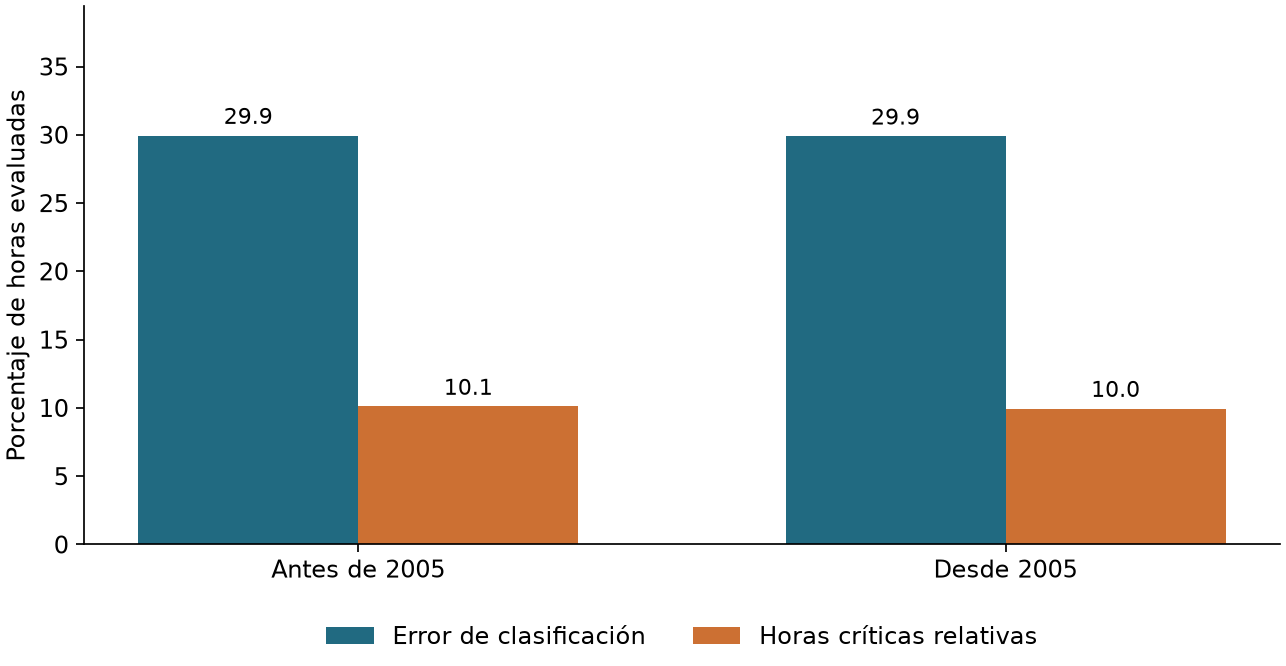 Porcentaje de horas evaluadas
35
30
25
20
15
10
5
0
29.9
10.1
29.9
10.0
Antes de 2005
Desde 2005
Error de clasificación
Horas críticas relativas